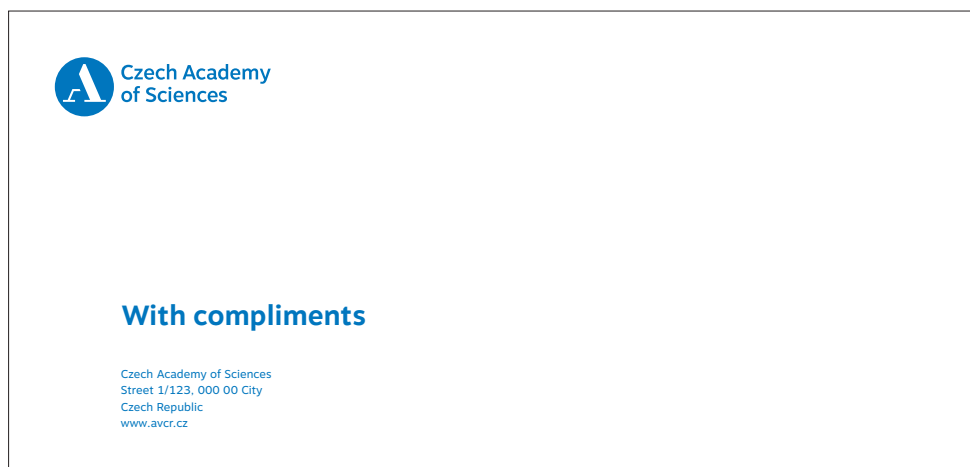 Czech Academy
of Sciences
With compliments
Czech Academy of Sciences
Street 1/123, 000 00 City
Czech Republic
www.avcr.cz